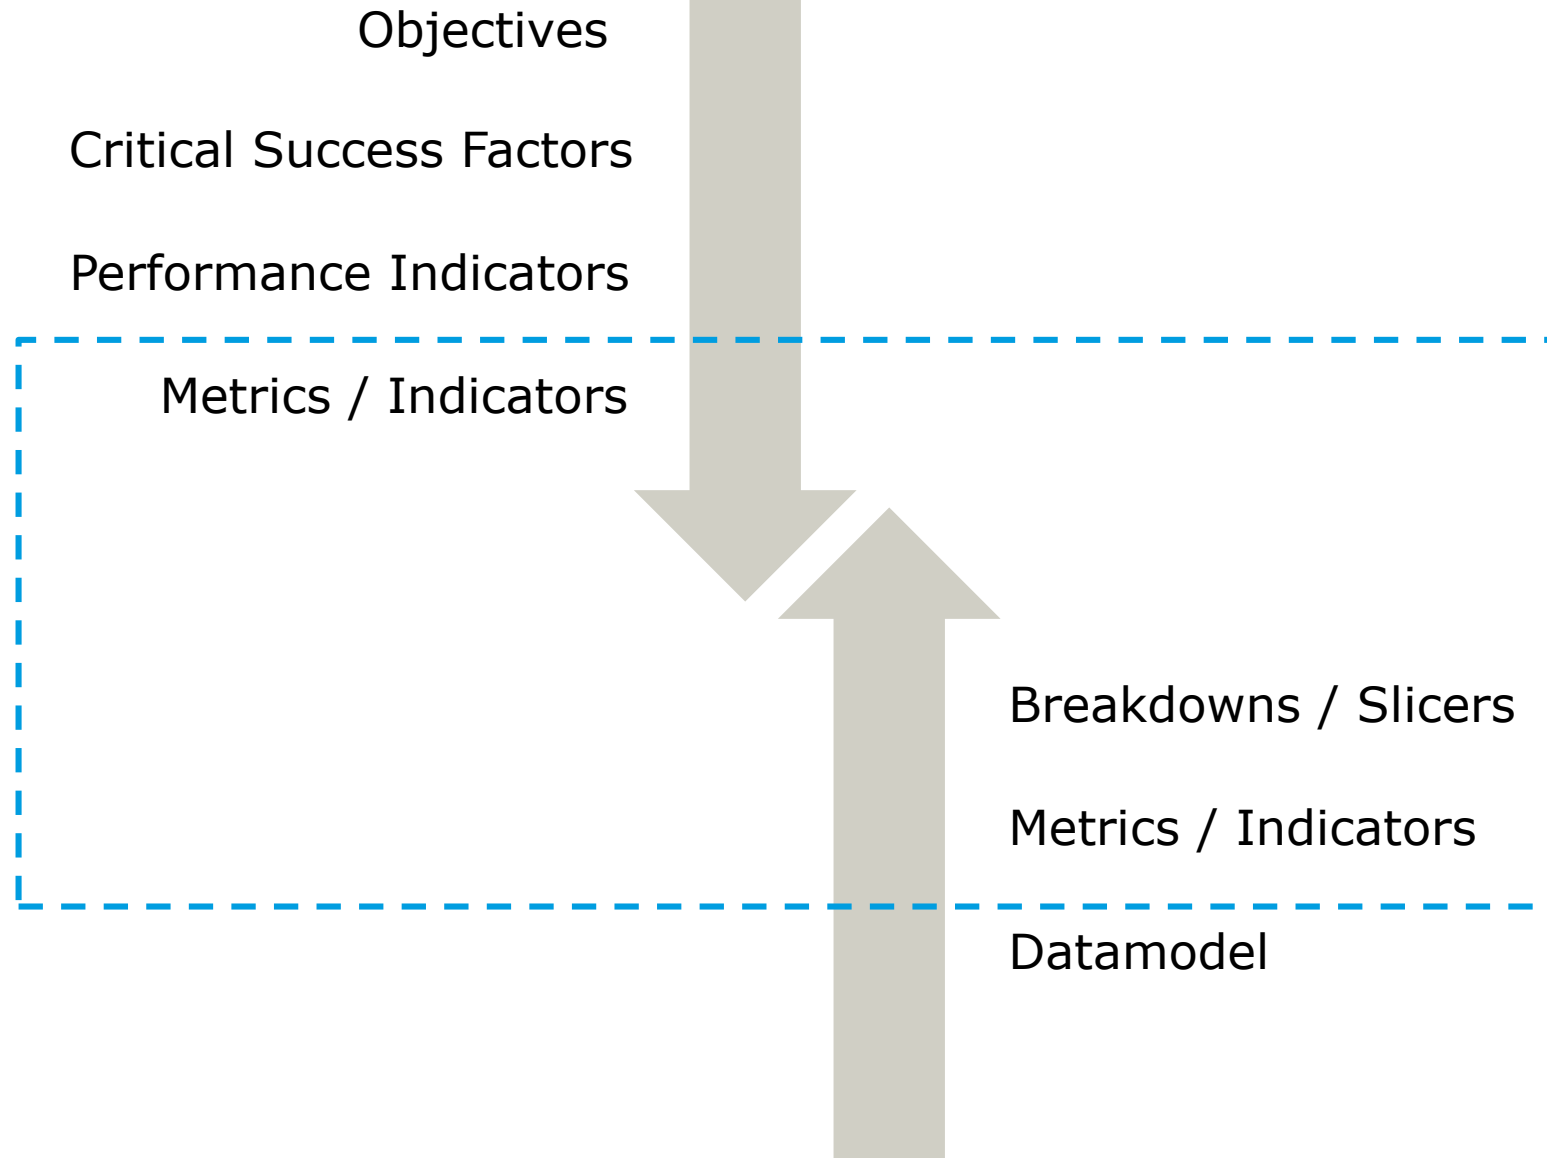 Objectives
Critical Success Factors
Performance Indicators
Metrics / Indicators
Breakdowns / Slicers
Metrics / Indicators
Datamodel